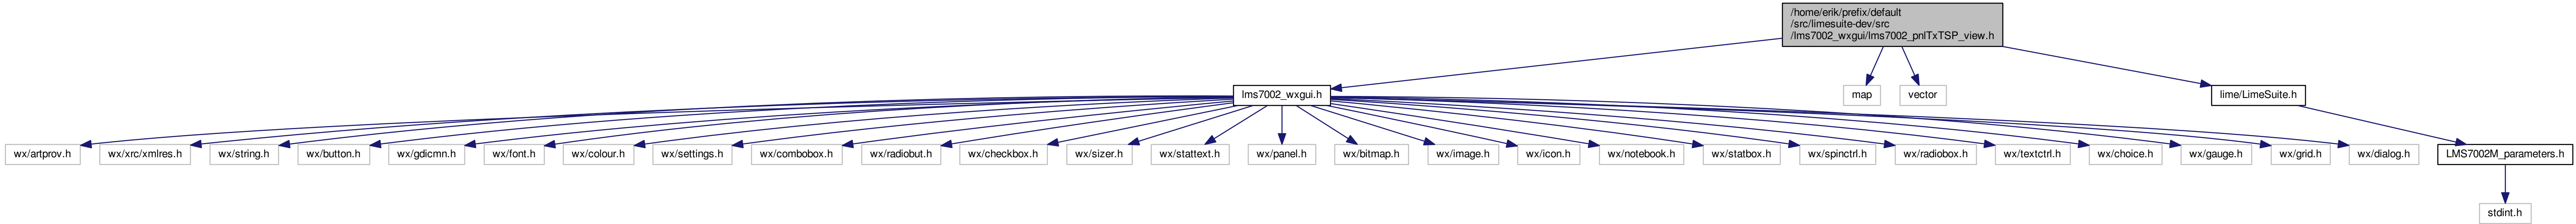 /home/erik/prefix/default
/src/limesuite-dev/src
/lms7002_wxgui/lms7002_pnlTxTSP_view.h
lms7002_wxgui.h
map
vector
lime/LimeSuite.h
wx/artprov.h
wx/xrc/xmlres.h
wx/string.h
wx/button.h
wx/gdicmn.h
wx/font.h
wx/colour.h
wx/settings.h
wx/combobox.h
wx/radiobut.h
wx/checkbox.h
wx/sizer.h
wx/stattext.h
wx/panel.h
wx/bitmap.h
wx/image.h
wx/icon.h
wx/notebook.h
wx/statbox.h
wx/spinctrl.h
wx/radiobox.h
wx/textctrl.h
wx/choice.h
wx/gauge.h
wx/grid.h
wx/dialog.h
LMS7002M_parameters.h
stdint.h